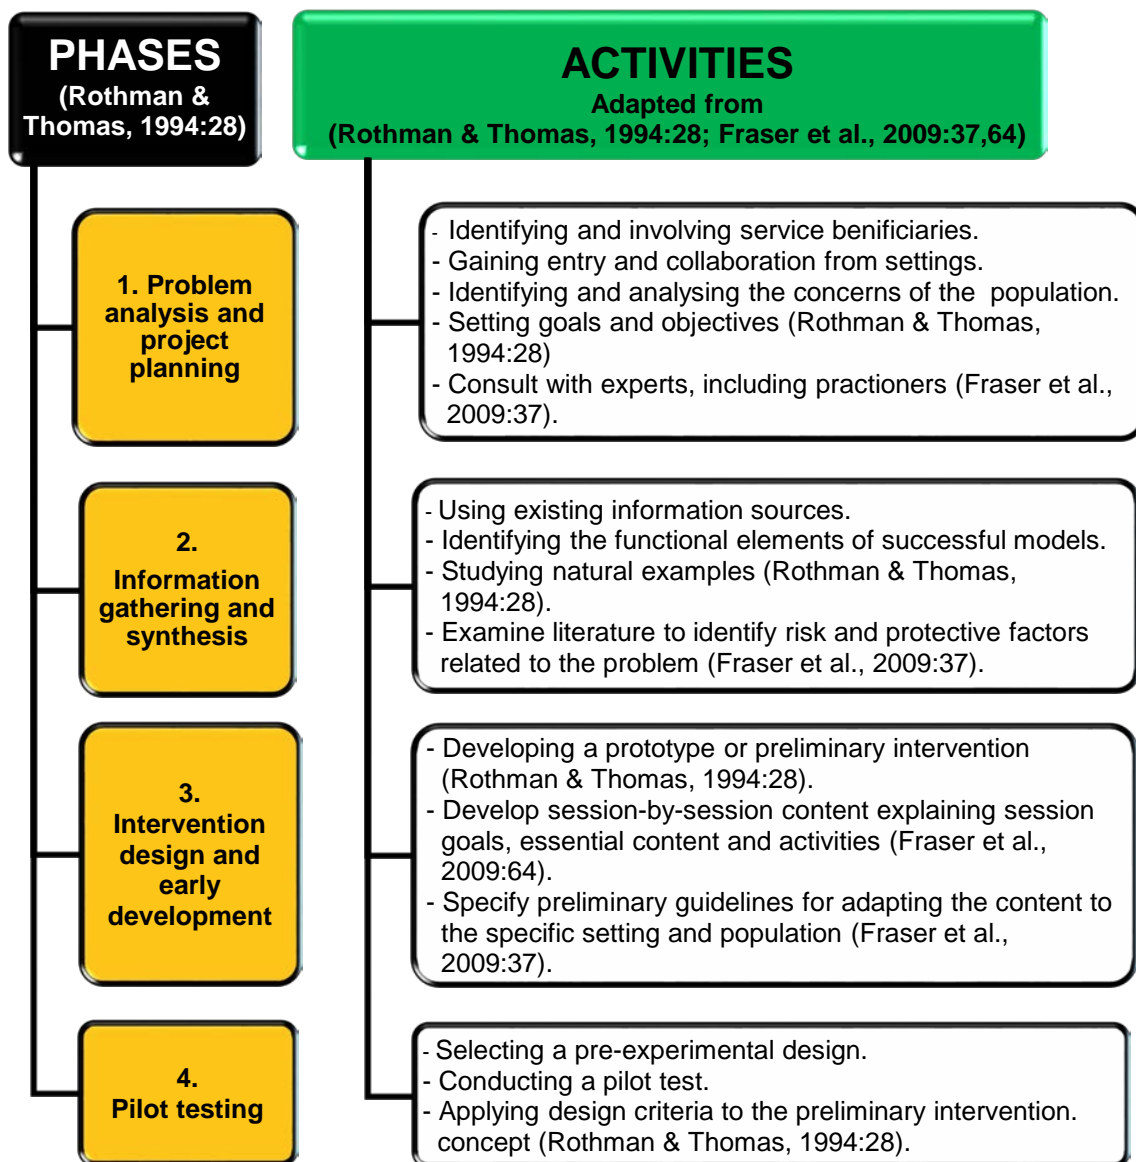 PHASES
(Rothman &
Thomas, 1994:28)
ACTIVITIES
Adapted from
(Rothman & Thomas, 1994:28; Fraser et al., 2009:37,64)
1. Problem
analysis and
project
planning
- Identifying and involving service benificiaries.
- Gaining entry and collaboration from settings.
- Identifying and analysing the concerns of the population.
- Setting goals and objectives (Rothman & Thomas,
1994:28)
- Consult with experts, including practioners (Fraser et al.,
2009:37).
2.
Information
gathering and
synthesis
- Using existing information sources.
- Identifying the functional elements of successful models.
- Studying natural examples (Rothman & Thomas,
1994:28).
- Examine literature to identify risk and protective factors
related to the problem (Fraser et al., 2009:37).
3.
Intervention
design and
early
development
- Developing a prototype or preliminary intervention
(Rothman & Thomas, 1994:28).
- Develop session-by-session content explaining session
goals, essential content and activities (Fraser et al.,
2009:64).
- Specify preliminary guidelines for adapting the content to
the specific setting and population (Fraser et al.,
2009:37).
4.
Pilot testing
- Selecting a pre-experimental design.
- Conducting a pilot test.
- Applying design criteria to the preliminary intervention.
concept (Rothman & Thomas, 1994:28).